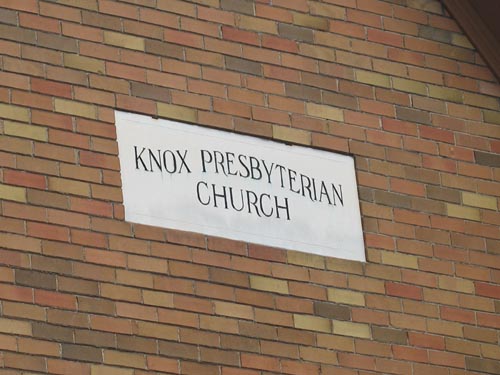 KNOX PRESBYTERIAN
CHURCH